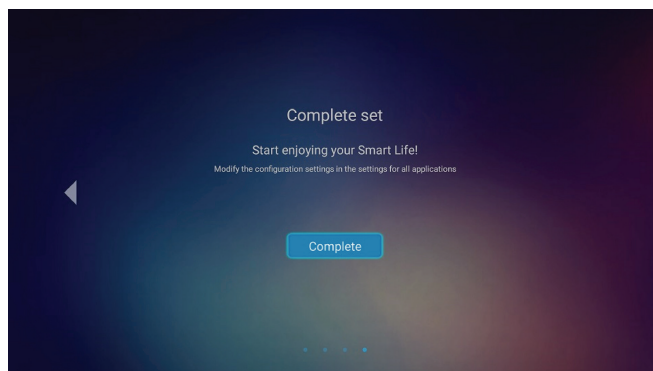 Complete set
Start enjoying your Smart Life!
Modify the configuration settings in the settings for all applications
Complete